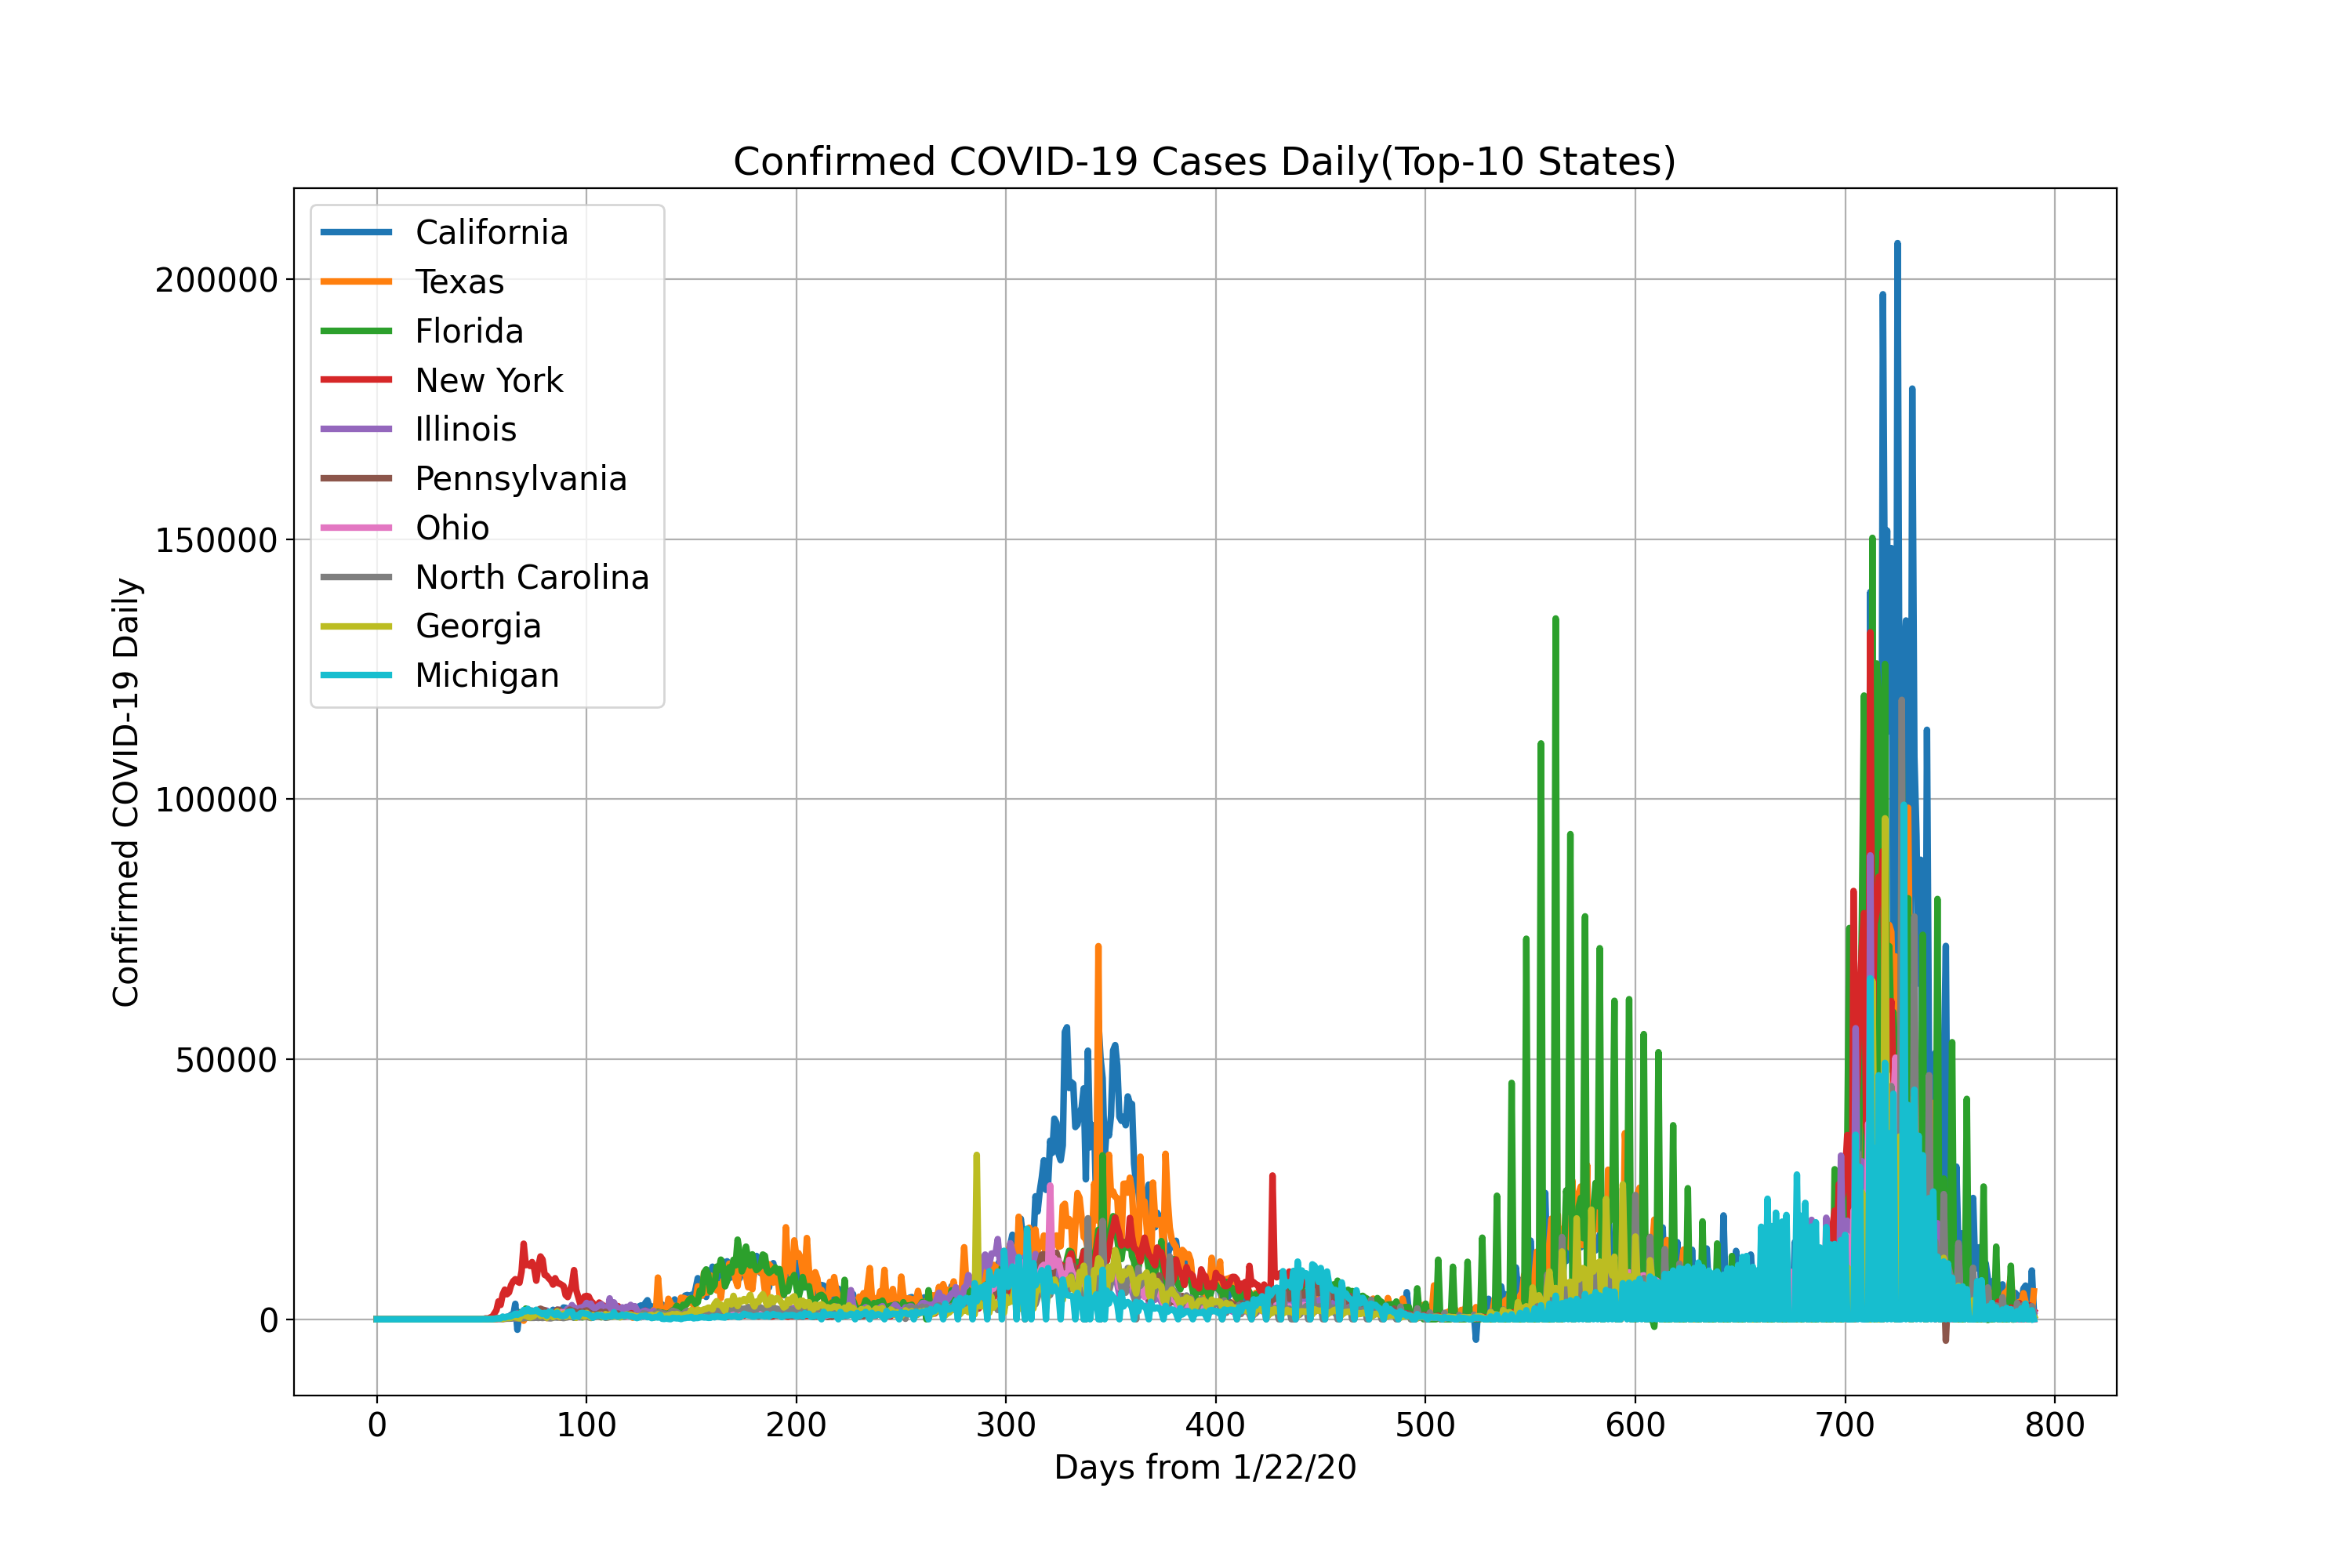 Confirmed COVID-19 Cases Daily(Top-10 States)
California
Texas
Florida
New York
Illinois
Pennsylvania
Ohio
North Carolina
Georgia
Michigan
200000
150000
100000
50000
0
Confirmed COVID-19 Daily
0 100 200 300 400 500 600 700 800
Days from 1/22/20